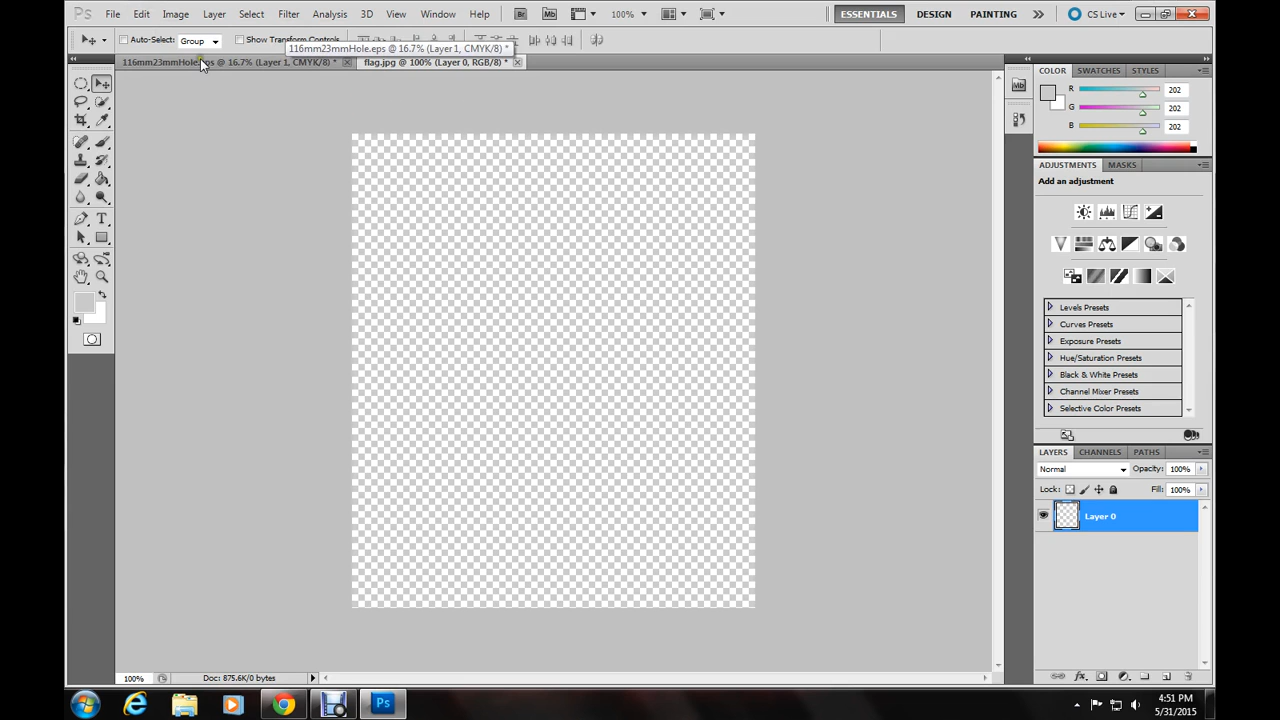 Ps File Edit Image Layer Select Filter Analysis 3D View Window Help Br Mb 100% ESSENTIALS DESIGN PAINTING CS Live
Auto-Select: Group Show Transform Controls
116mm23mmHole.eps @ 16.7% (Layer 1, CMYK/8) *
116mm23mmHole.eps @ 16.7% (Layer 1, CMYK/8) * flag.jpg @ 100% (Layer 0, RGB/8) *
COLOR SWATCHES STYLES
Mb
R 202
G 202
B 202
T
ADJUSTMENTS MASKS
Add an adjustment
Levels Presets
Curves Presets
Exposure Presets
Hue/Saturation Presets
Black & White Presets
Channel Mixer Presets
Selective Color Presets
LAYERS CHANNELS PATHS
Normal Opacity: 100%
Lock: Fill: 100%
Layer 0
fx
100% Doc: 875.6K/0 bytes
Ps
4:51 PM
5/31/2015